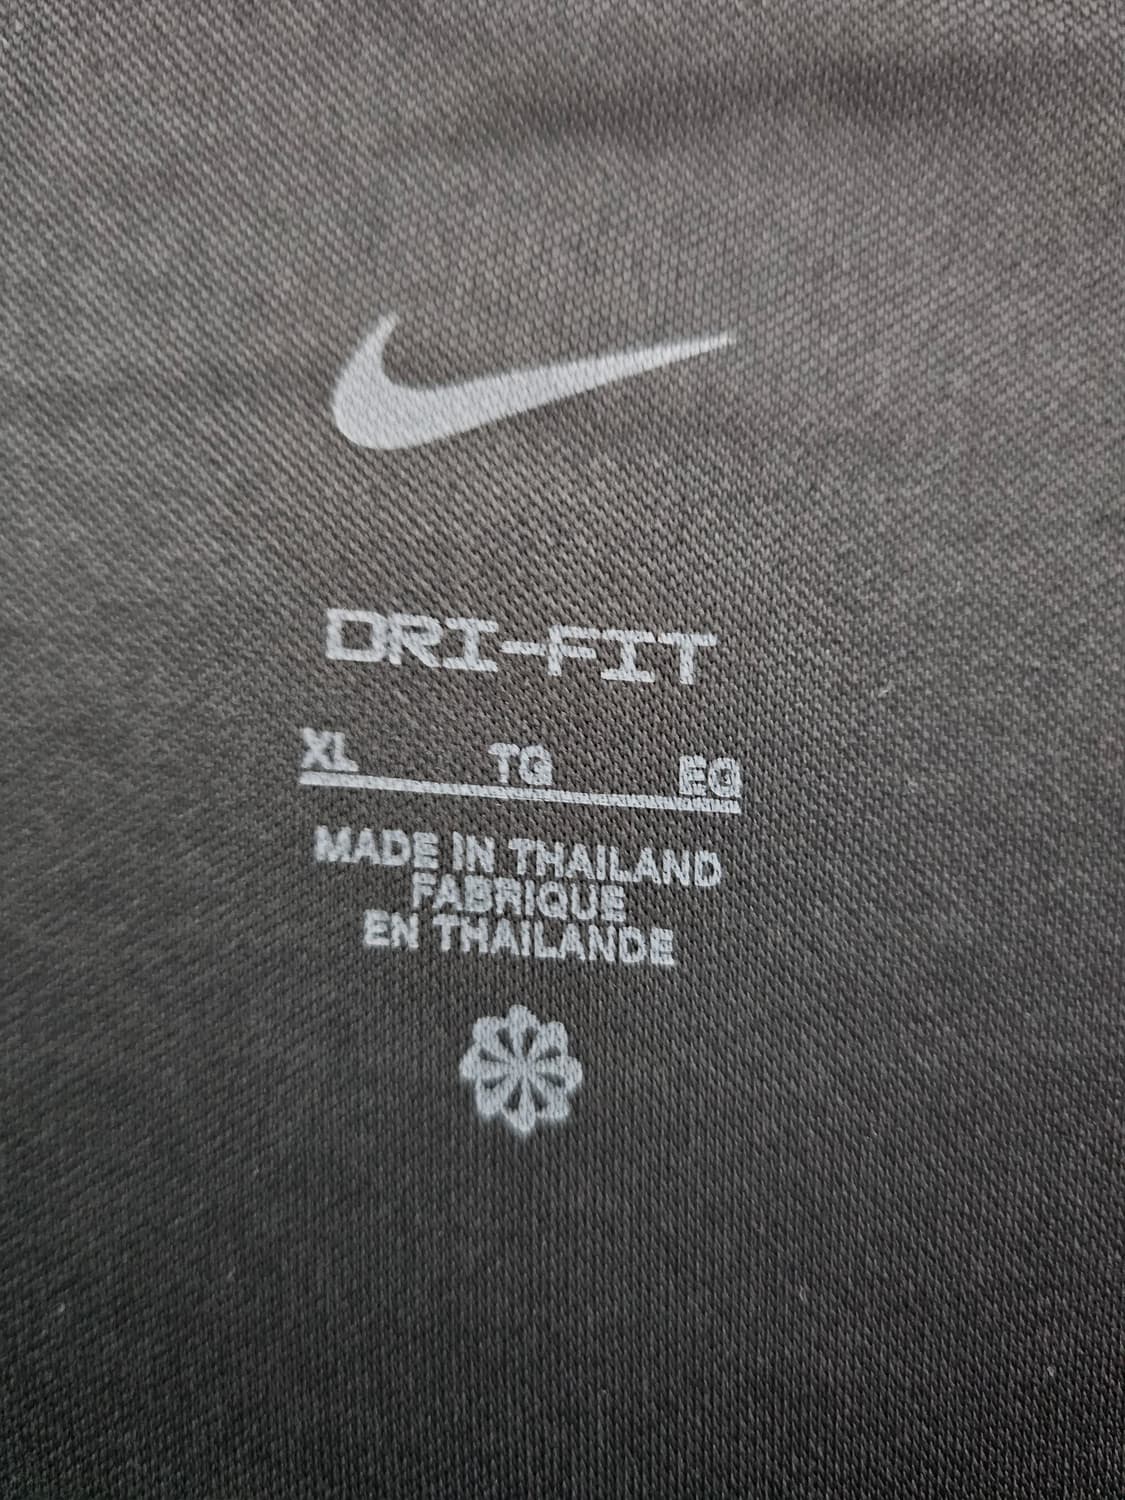 DRI-FIT
XL TG EG
MADE IN THAILAND
FABRIQUE
EN THAILANDE